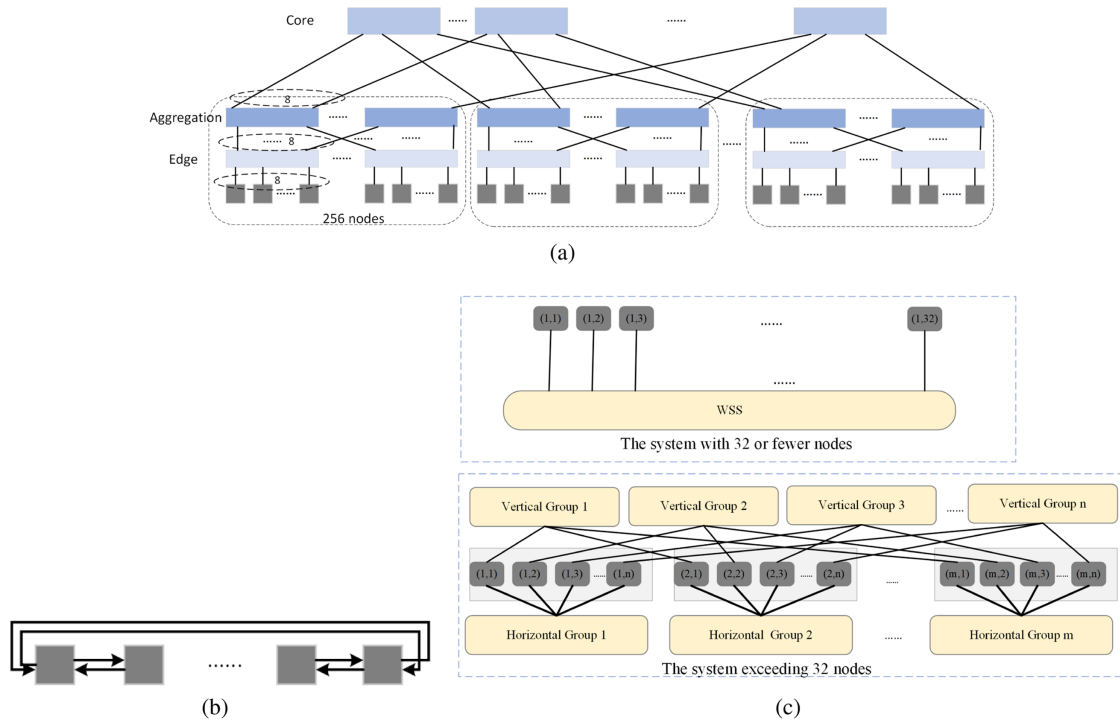 Core ...... ......
8
Aggregation ...... ...... ......
...... 8 ...... ...... ...... ...... ......
Edge ...... ...... ......
8
...... ...... ...... ...... ...... ......
256 nodes
(a)
(1,1) (1,2) (1,3) ...... (1,32)
......
WSS
The system with 32 or fewer nodes
Vertical Group 1 Vertical Group 2 Vertical Group 3 ...... Vertical Group n
(1,1) (1,2) (1,3) ...... (1,n) (2,1) (2,2) (2,3) ...... (2,n) ...... (m,1) (m,2) (m,3) ...... (m,n)
Horizontal Group 1 Horizontal Group 2 ...... Horizontal Group m
The system exceeding 32 nodes
......
(b)
(c)